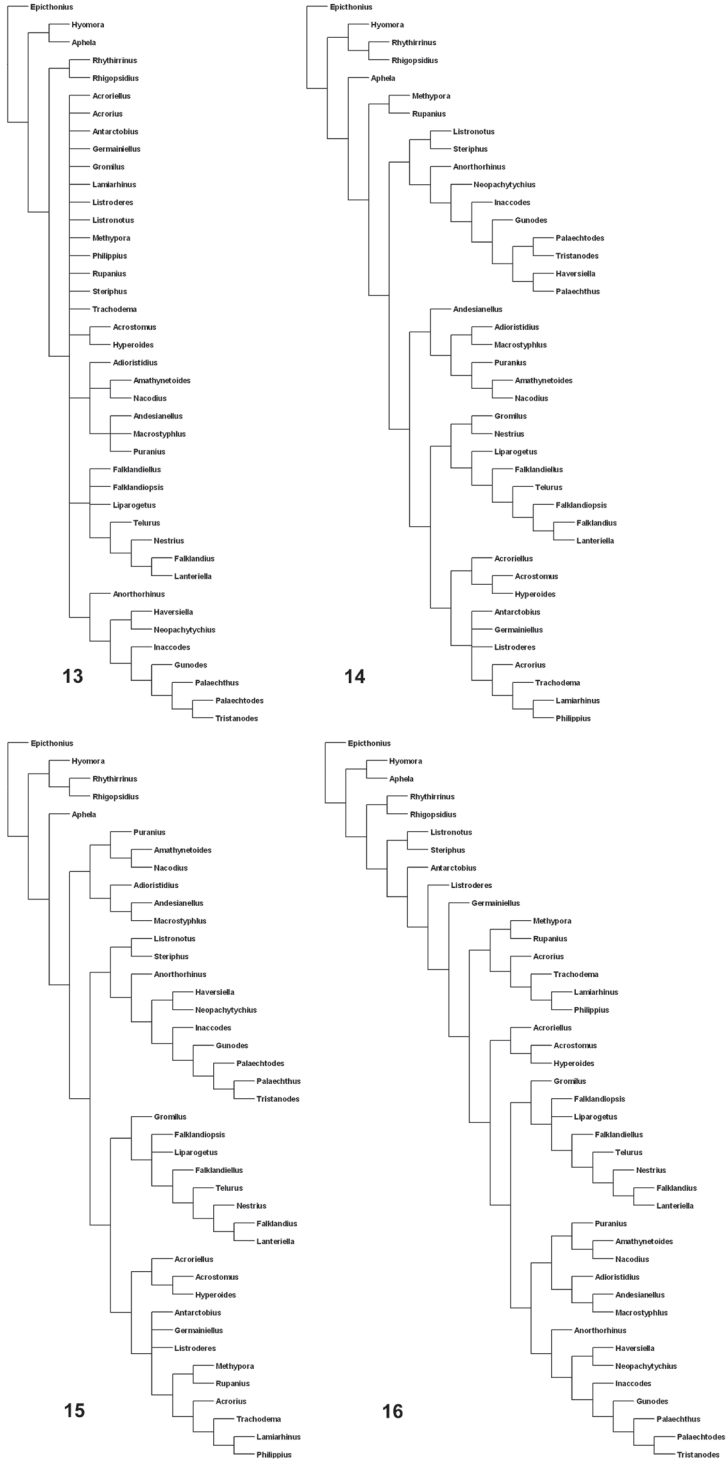 Epicthonius
Hyomora
Aphela
Rhythirrinus
Rhigopsidius
Acroriellus
Acrorius
Antarctobius
Germainiellus
Gromilus
Lamiarhinus
Listroderes
Listronotus
Methypora
Philippius
Rupanius
Steriphus
Trachodema
Acrostomus
Hyperoides
Adioristidius
Amathynetoides
Nacodius
Andesianellus
Macrostyphlus
Puranius
Falklandiellus
Falklandiopsis
Liparogetus
Telurus
Nestrius
Falklandius
Lanteriella
Anorthorhinus
Haversiella
Neopachytychius
Inaccodes
Gunodes
Palaechthus
Palaechtodes
Tristanodes
13
Epicthonius
Hyomora
Rhythirrinus
Rhigopsidius
Aphela
Methypora
Rupanius
Listronotus
Steriphus
Anorthorhinus
Neopachytychius
Inaccodes
Gunodes
Palaechtodes
Tristanodes
Haversiella
Palaechthus
Andesianellus
Adioristidius
Macrostyphlus
Puranius
Amathynetoides
Nacodius
Gromilus
Nestrius
Liparogetus
Falklandiellus
Telurus
Falklandiopsis
Falklandius
Lanteriella
Acroriellus
Acrostomus
Hyperoides
Antarctobius
Germainiellus
Listroderes
Acrorius
Trachodema
Lamiarhinus
Philippius
14
Epicthonius
Hyomora
Rhythirrinus
Rhigopsidius
Aphela
Puranius
Amathynetoides
Nacodius
Adioristidius
Andesianellus
Macrostyphlus
Listronotus
Steriphus
Anorthorhinus
Haversiella
Neopachytychius
Inaccodes
Gunodes
Palaechtodes
Palaechthus
Tristanodes
Gromilus
Falklandiopsis
Liparogetus
Falklandiellus
Telurus
Nestrius
Falklandius
Lanteriella
Acroriellus
Acrostomus
Hyperoides
Antarctobius
Germainiellus
Listroderes
Methypora
Rupanius
Acrorius
Trachodema
Lamiarhinus
Philippius
15
Epicthonius
Hyomora
Aphela
Rhythirrinus
Rhigopsidius
Listronotus
Steriphus
Antarctobius
Listroderes
Germainiellus
Methypora
Rupanius
Acrorius
Trachodema
Lamiarhinus
Philippius
Acroriellus
Acrostomus
Hyperoides
Gromilus
Falklandiopsis
Liparogetus
Falklandiellus
Telurus
Nestrius
Falklandius
Lanteriella
Puranius
Amathynetoides
Nacodius
Adioristidius
Andesianellus
Macrostyphlus
Anorthorhinus
Haversiella
Neopachytychius
Inaccodes
Gunodes
Palaechthus
Palaechtodes
Tristanodes
16